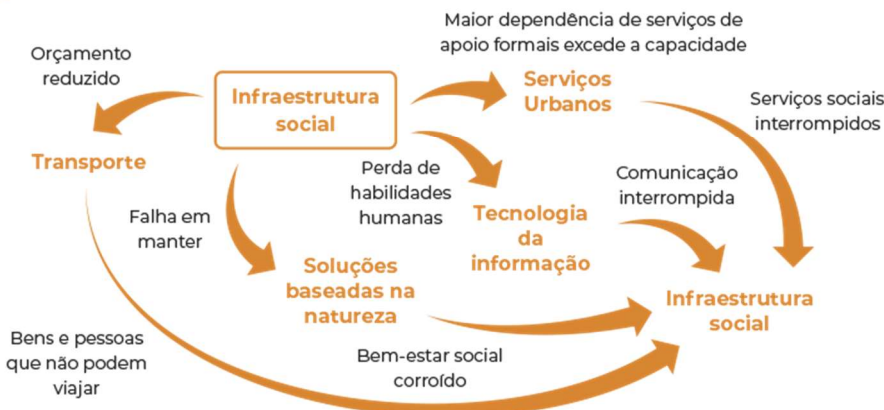 Maior dependência de serviços de
apoio formais excede a capacidade
Orçamento
reduzido
Infraestrutura
social
Serviços
Urbanos
Serviços sociais
interrompidos
Transporte
Perda de
habilidades
humanas
Comunicação
interrompida
Falha em
manter
Tecnologia
da
informação
Soluções
baseadas na
natureza
Infraestrutura
social
Bens e pessoas
que não podem
viajar
Bem-estar social
corroído